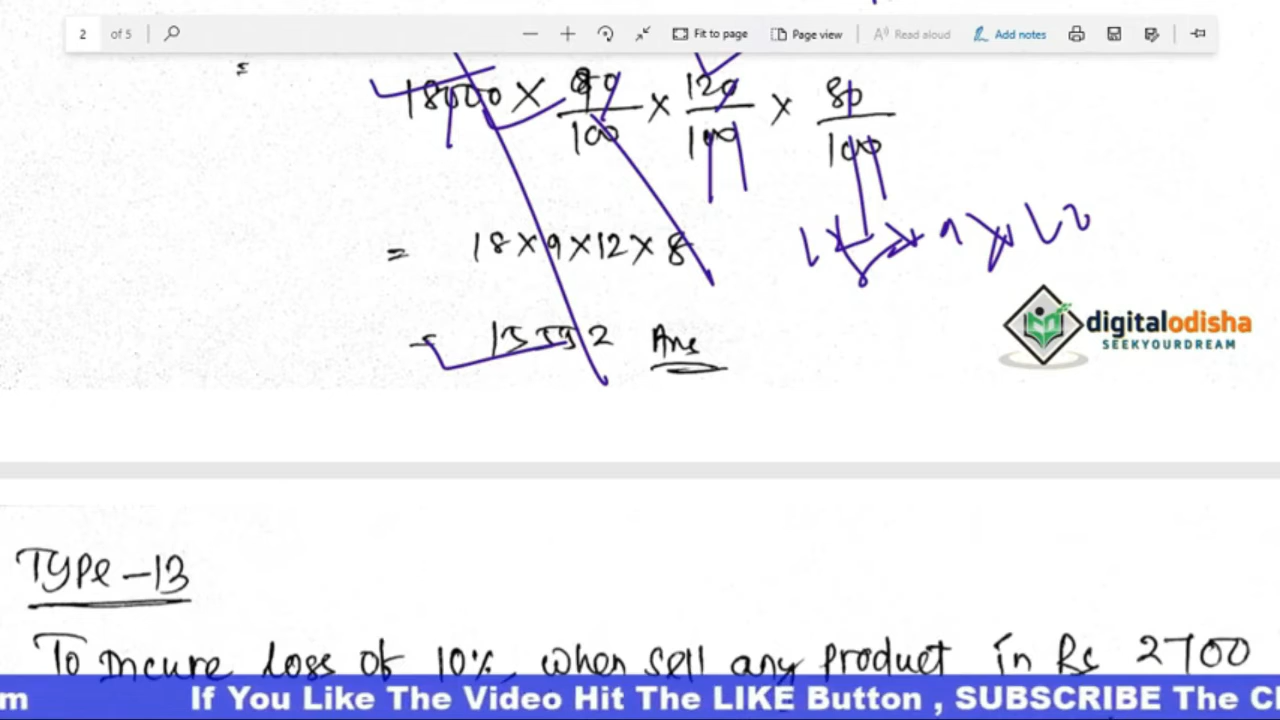 2 of 5 Fit to page Page view Read aloud Add notes
= 18000 × 90/100 × 120/100 × 80/100
= 18×9×12×8
= 15552 Ans
digitalodisha
SEEKYOURDREAM
TYPe-13
To incure loss of 10%, when sell any product in Rs 2700
m If You Like The Video Hit The LIKE Button , SUBSCRIBE The C